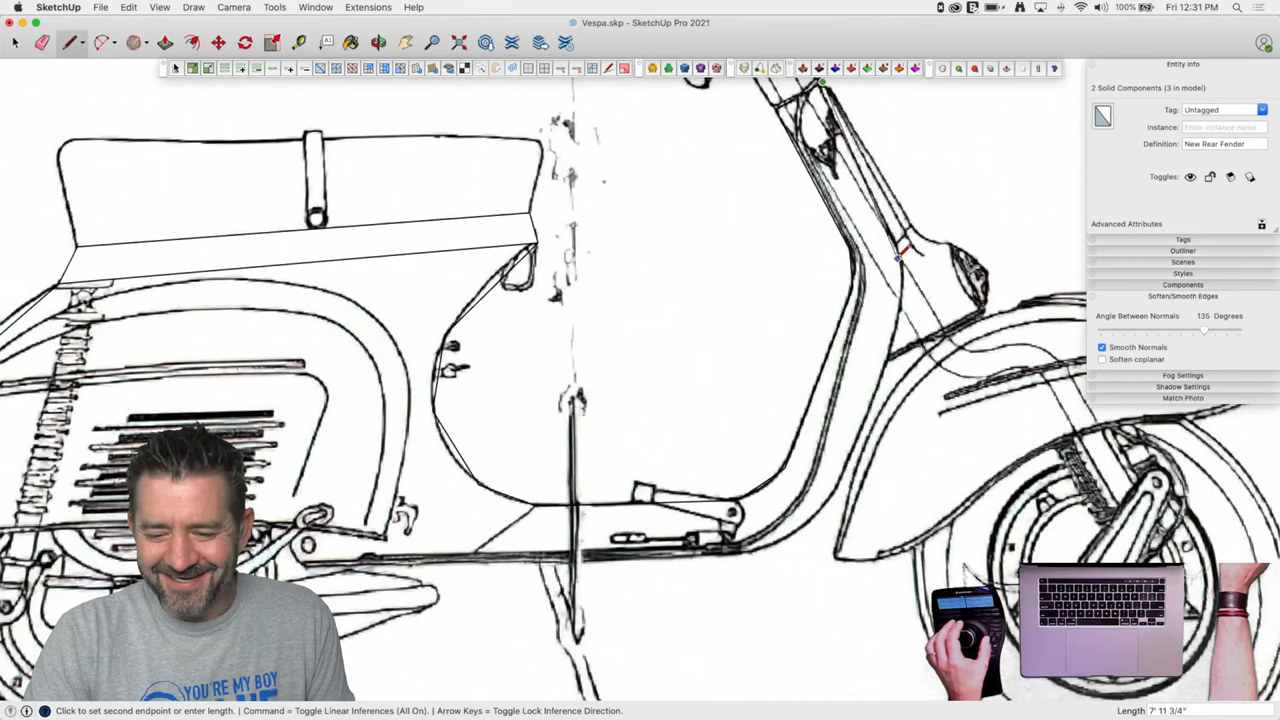 SketchUp File Edit View Draw Camera Tools Window Extensions Help 100% Fri 12:31 PM
Vespa.skp - SketchUp Pro 2021
Entity Info
2 Solid Components (3 in model)
Tag: Untagged
Instance: Enter instance name
Definition: New Rear Fender
Toggles:
Advanced Attributes
Tags
Outliner
Scenes
Styles
Components
Soften/Smooth Edges
Angle Between Normals 135 Degrees
Smooth Normals
Soften coplanar
Fog Settings
Shadow Settings
Match Photo
YOU'RE MY BOY
Click to set second endpoint or enter length. | Command = Toggle Linear Inferences (All On). | Arrow Keys = Toggle Lock Inference Direction. Length 7' 11 3/4"